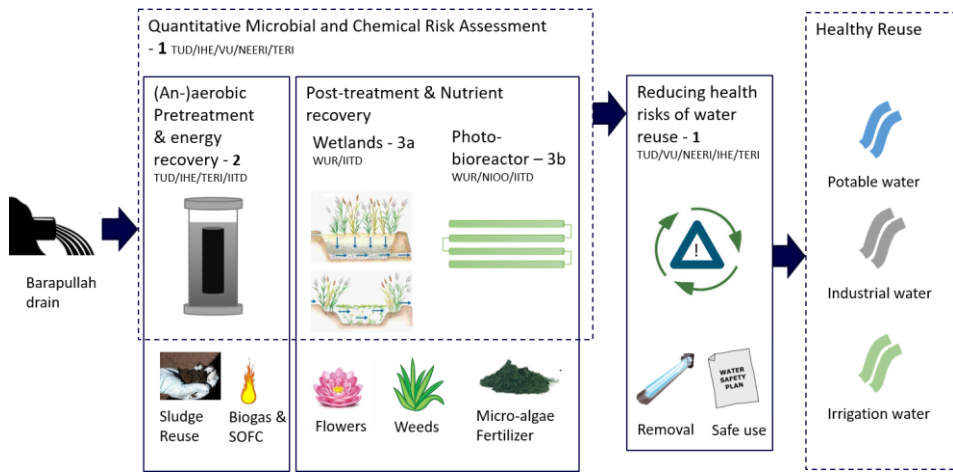 Quantitative Microbial and Chemical Risk Assessment
- 1 TUD/IHE/VU/NEERI/TERI
(An-)aerobic
Pretreatment
& energy
recovery - 2
TUD/IHE/TERI/IITD
Post-treatment & Nutrient
recovery
Wetlands - 3a
WUR/IITD
Photo-
bioreactor – 3b
WUR/NIOO/IITD
Reducing health
risks of water
reuse - 1
TUD/VU/NEERI/IHE/TERI
Healthy Reuse
Barapullah
drain
!
Potable water
Industrial water
Irrigation water
Sludge
Reuse
Biogas &
SOFC
Flowers
Weeds
Micro-algae
Fertilizer
WATER
SAFETY
PLAN
Removal
Safe use